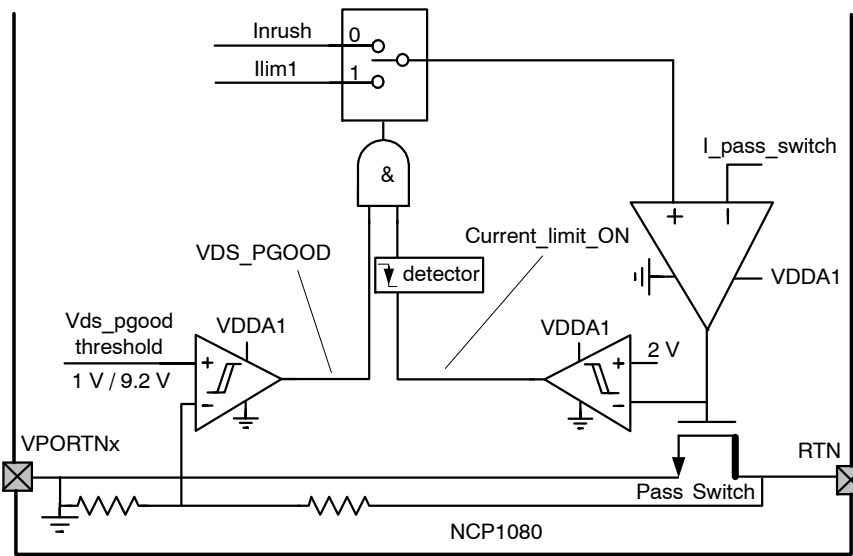 Inrush
0
Ilim1
1
I_pass_switch
&
+
−
VDS_PGOOD
Current_limit_ON
detector
VDDA1
Vds_pgood
threshold
VDDA1
VDDA1
+
1 V / 9.2 V
−
+
2 V
−
VPORTNx
RTN
Pass Switch
NCP1080